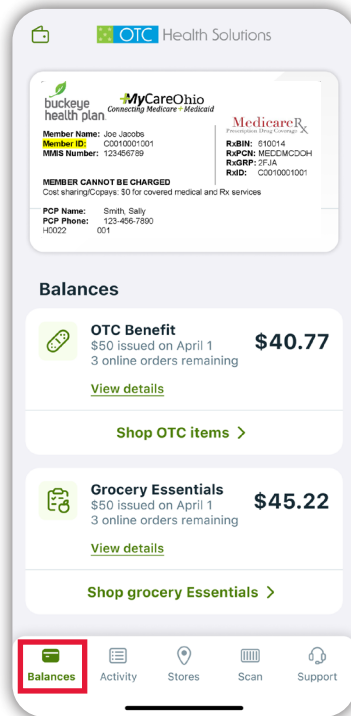 OTC Health Solutions
buckeye
health plan.
MyCareOhio
Connecting Medicare+Medicaid
MedicareRx
Prescription Drug Coverage
Member Name: Joe Jacobs
Member ID: C0010001001
MMIS Number: 123456789
RxBIN: 610014
RxPCN: MEDDMCDOH
RxGRP: 2FJA
RxID: C0010001001
MEMBER CANNOT BE CHARGED
Cost sharing/Copays: $0 for covered medical and Rx services
PCP Name: Smith, Sally
PCP Phone: 123-456-7890
H0022 001
Balances
OTC Benefit
$50 issued on April 1
3 online orders remaining
$40.77
View details
Shop OTC items >
Grocery Essentials
$50 issued on April 1
3 online orders remaining
$45.22
View details
Shop grocery Essentials >
Balances Activity Stores Scan Support